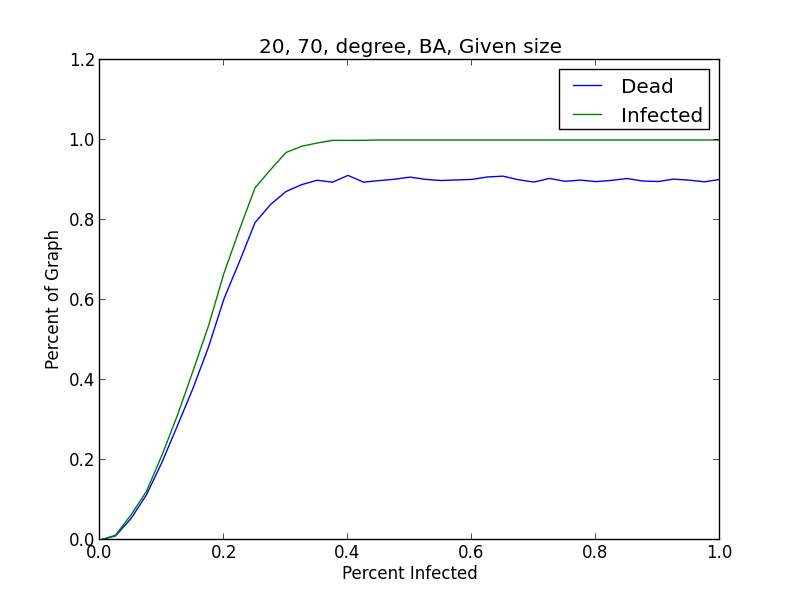 20, 70, degree, BA, Given size
1.2
1.0
0.8
0.6
0.4
0.2
0.0
Percent of Graph
Dead
Infected
0.0 0.2 0.4 0.6 0.8 1.0
Percent Infected